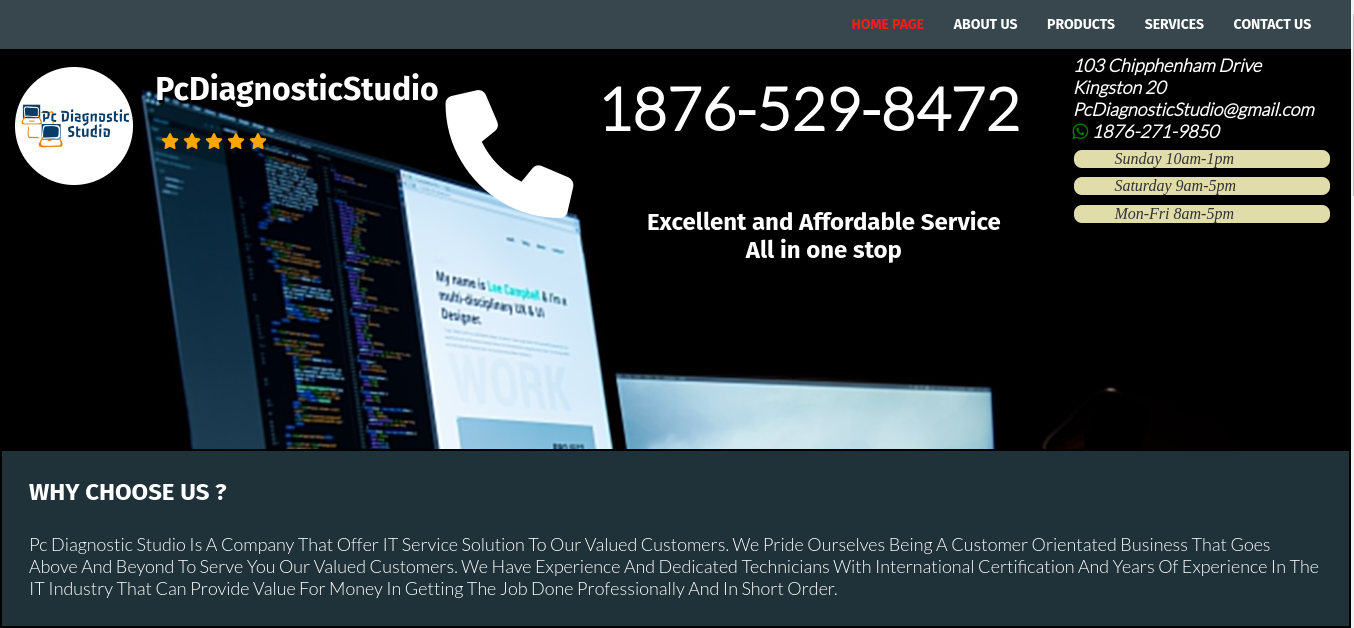 HOME PAGE ABOUT US PRODUCTS SERVICES CONTACT US
Pc Diagnostic
Studio
PcDiagnosticStudio
1876-529-8472
Excellent and Affordable Service
All in one stop
103 Chipphenham Drive
Kingston 20
PcDiagnosticStudio@gmail.com
1876-271-9850
Sunday 10am-1pm
Saturday 9am-5pm
Mon-Fri 8am-5pm
My name is Lee Campbell & I'm a
multi-disciplinary UX & UI
Designer.
WORK
WHY CHOOSE US ?
Pc Diagnostic Studio Is A Company That Offer IT Service Solution To Our Valued Customers. We Pride Ourselves Being A Customer Orientated Business That Goes
Above And Beyond To Serve You Our Valued Customers. We Have Experience And Dedicated Technicians With International Certification And Years Of Experience In The
IT Industry That Can Provide Value For Money In Getting The Job Done Professionally And In Short Order.